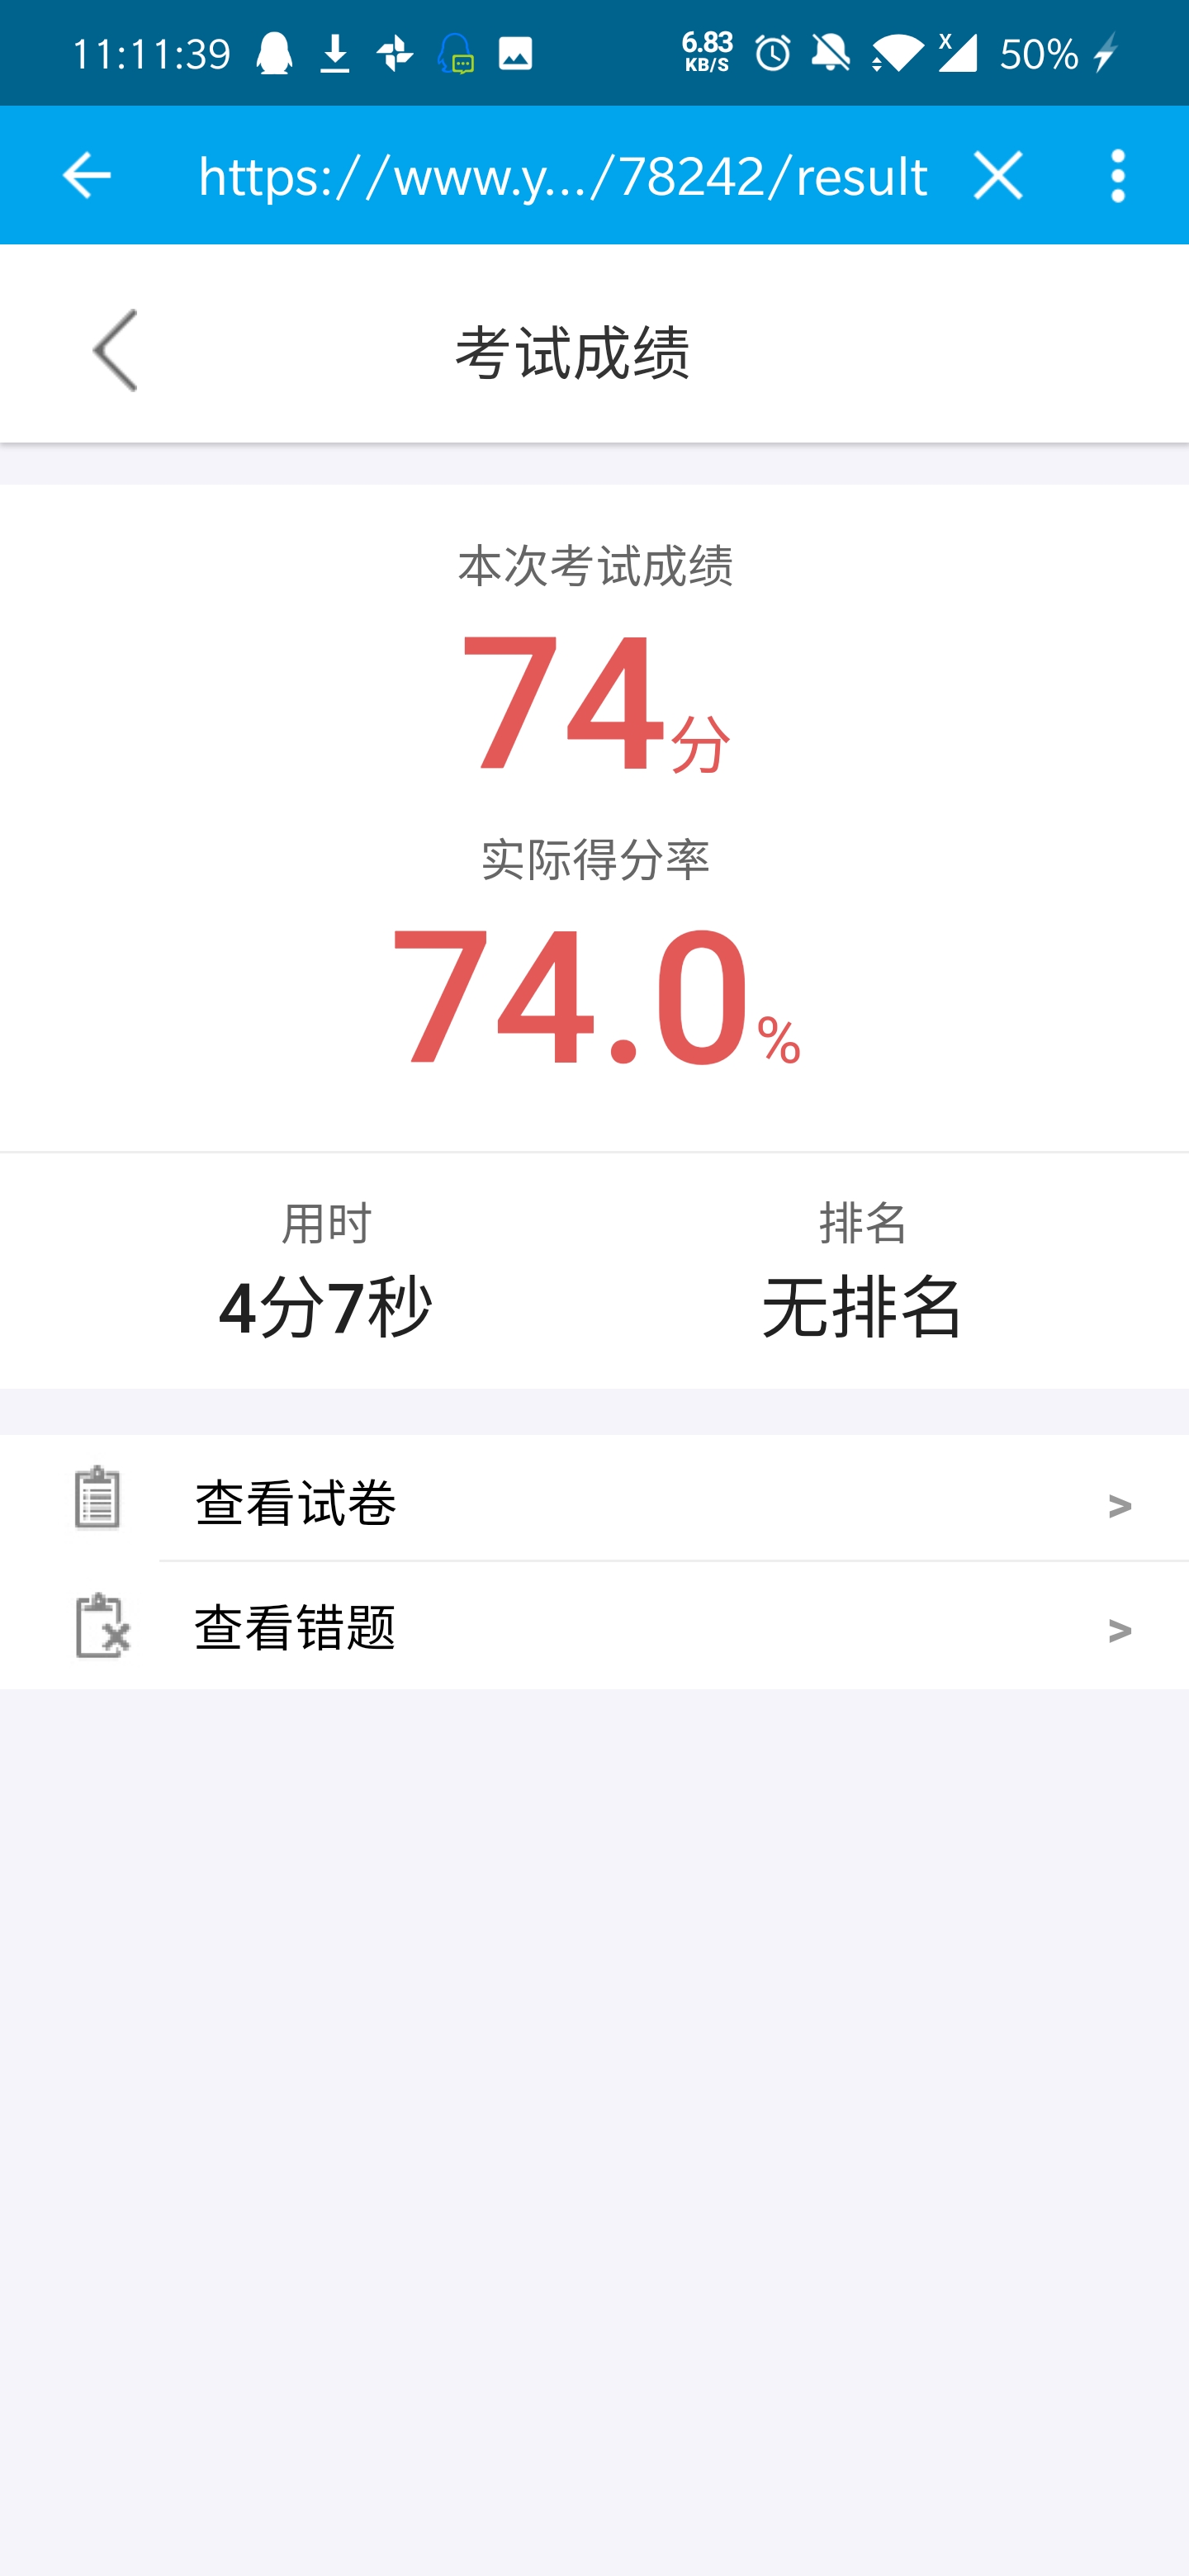 11:11:39 6.83 KB/S 50%
https://www.y.../78242/result
考试成绩
本次考试成绩
74分
实际得分率
74.0%
用时 排名
4分7秒 无排名
查看试卷 >
查看错题 >